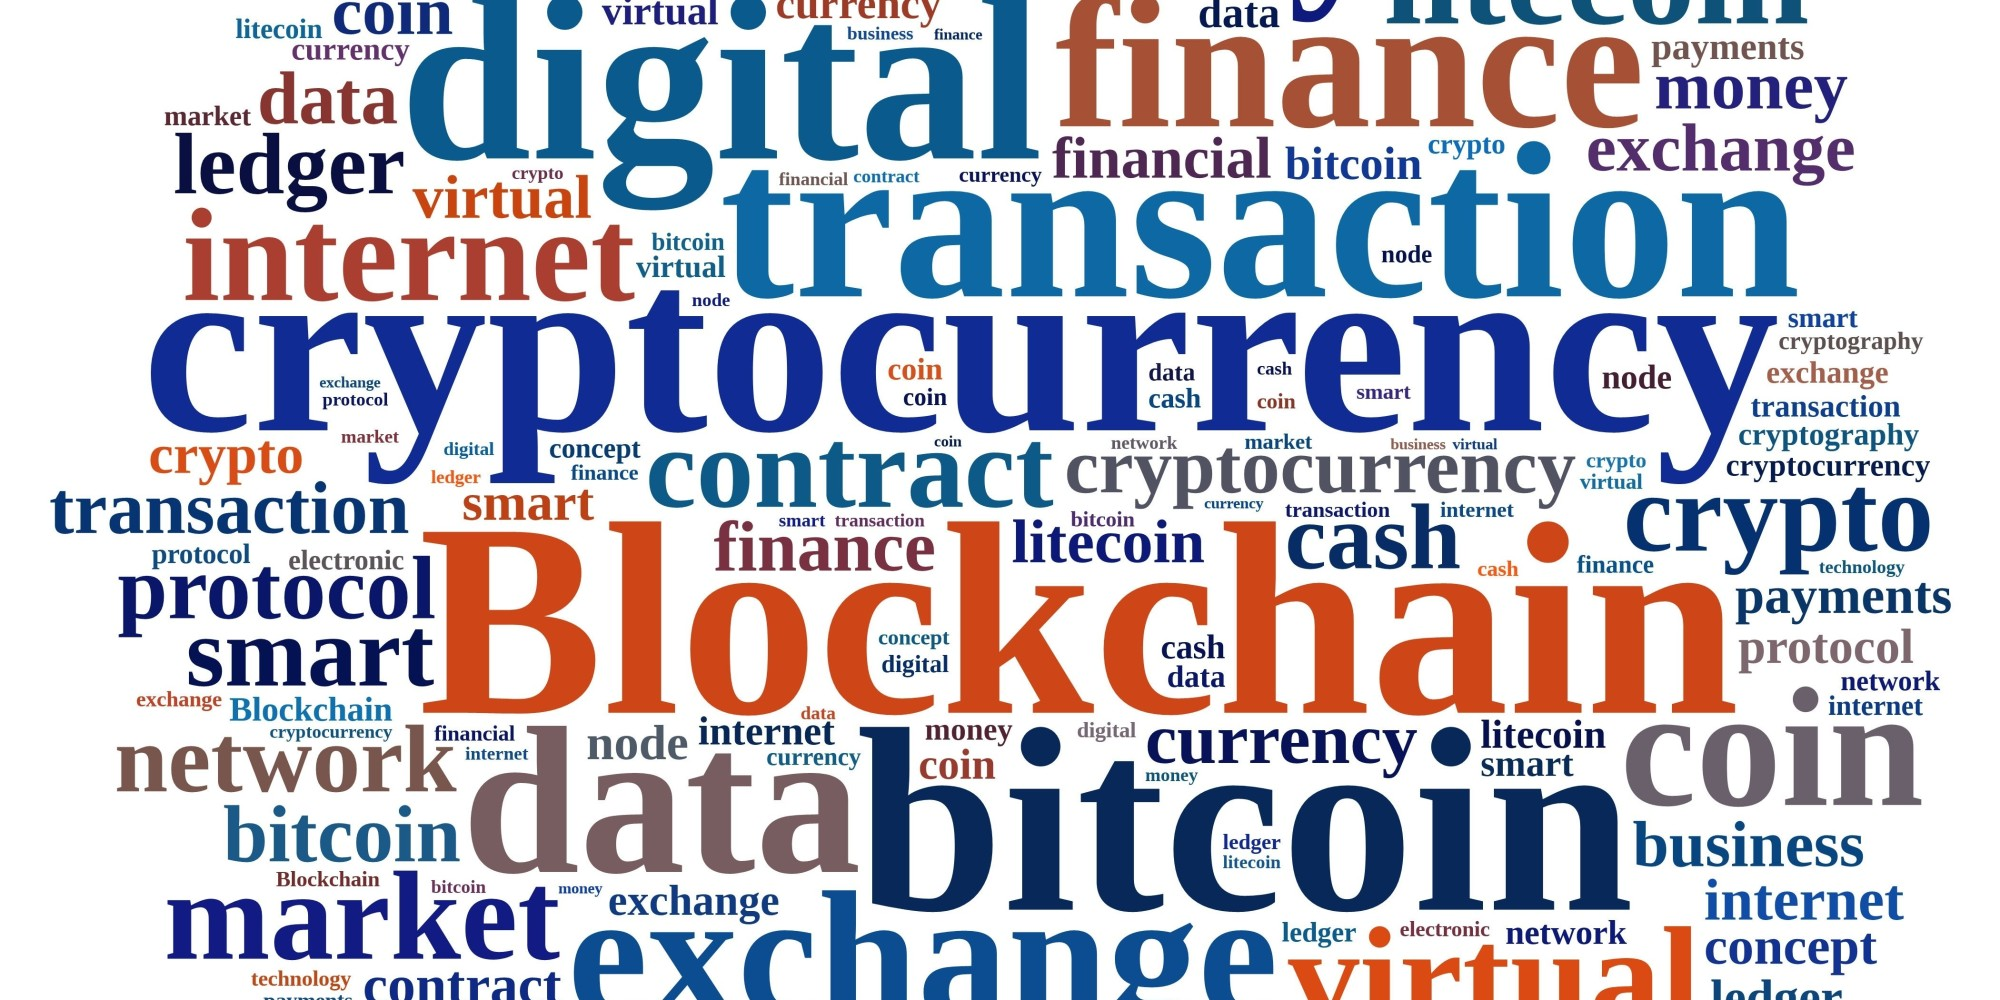 litecoin coin virtual currency data litecoin
currency business finance payments
digital finance
market data money
ledger financial bitcoin crypto exchange
crypto financial contract currency
virtual transaction
internet bitcoin node
virtual
node
cryptocurrency smart
cryptography
exchange coin data cash node exchange
protocol coin cash coin smart transaction
market digital concept coin network market business virtual cryptography
crypto contract cryptocurrency crypto cryptocurrency
ledger finance virtual
transaction smart currency transaction internet crypto
smart transaction bitcoin
finance litecoin cash
protocol electronic cash finance technology
protocol Blockchain payments
smart concept cash protocol
digital data
exchange Blockchain network
cryptocurrency financial data internet
network internet node internet money digital currency litecoin coin
currency coin money smart
data bitcoin
bitcoin ledger business
litecoin
Blockchain bitcoin money exchange internet
market ledger electronic network concept
exchange virtual
technology contract ledger
payments